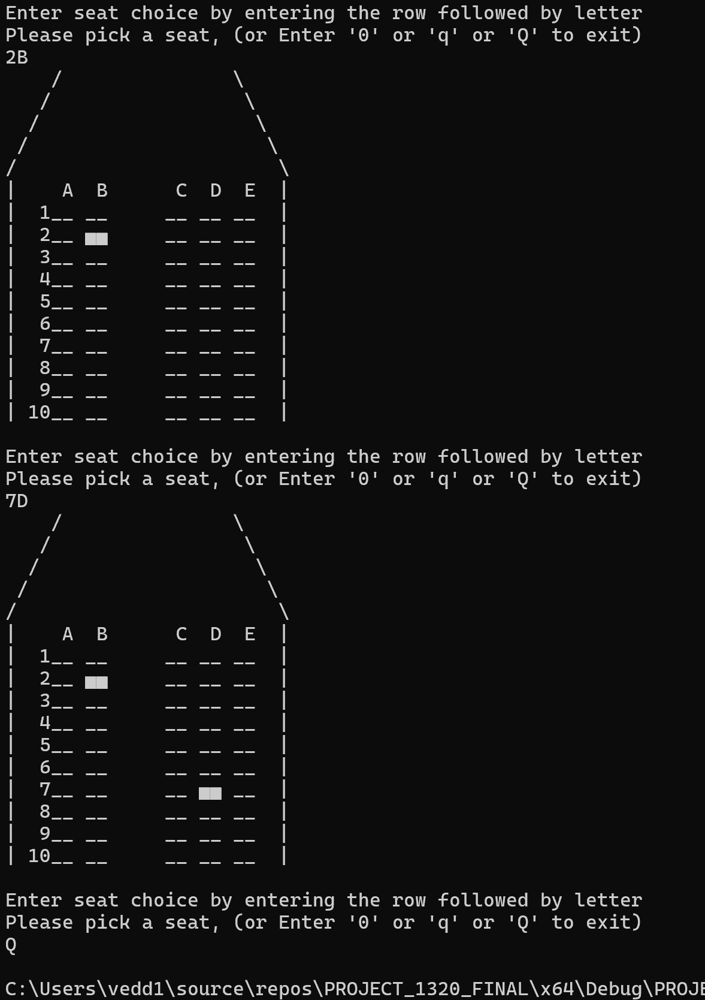 Enter seat choice by entering the row followed by letter
Please pick a seat, (or Enter '0' or 'q' or 'Q' to exit)
2B
    /               \
   /                 \
  /                   \
 /                     \
/                       \
|    A  B      C  D  E  |
|  1__ __     __ __ __  |
|  2__ ■■     __ __ __  |
|  3__ __     __ __ __  |
|  4__ __     __ __ __  |
|  5__ __     __ __ __  |
|  6__ __     __ __ __  |
|  7__ __     __ __ __  |
|  8__ __     __ __ __  |
|  9__ __     __ __ __  |
| 10__ __     __ __ __  |

Enter seat choice by entering the row followed by letter
Please pick a seat, (or Enter '0' or 'q' or 'Q' to exit)
7D
    /               \
   /                 \
  /                   \
 /                     \
/                       \
|    A  B      C  D  E  |
|  1__ __     __ __ __  |
|  2__ ■■     __ __ __  |
|  3__ __     __ __ __  |
|  4__ __     __ __ __  |
|  5__ __     __ __ __  |
|  6__ __     __ __ __  |
|  7__ __     __ ■■ __  |
|  8__ __     __ __ __  |
|  9__ __     __ __ __  |
| 10__ __     __ __ __  |

Enter seat choice by entering the row followed by letter
Please pick a seat, (or Enter '0' or 'q' or 'Q' to exit)
Q

C:\Users\vedd1\source\repos\PROJECT_1320_FINAL\x64\Debug\PROJE